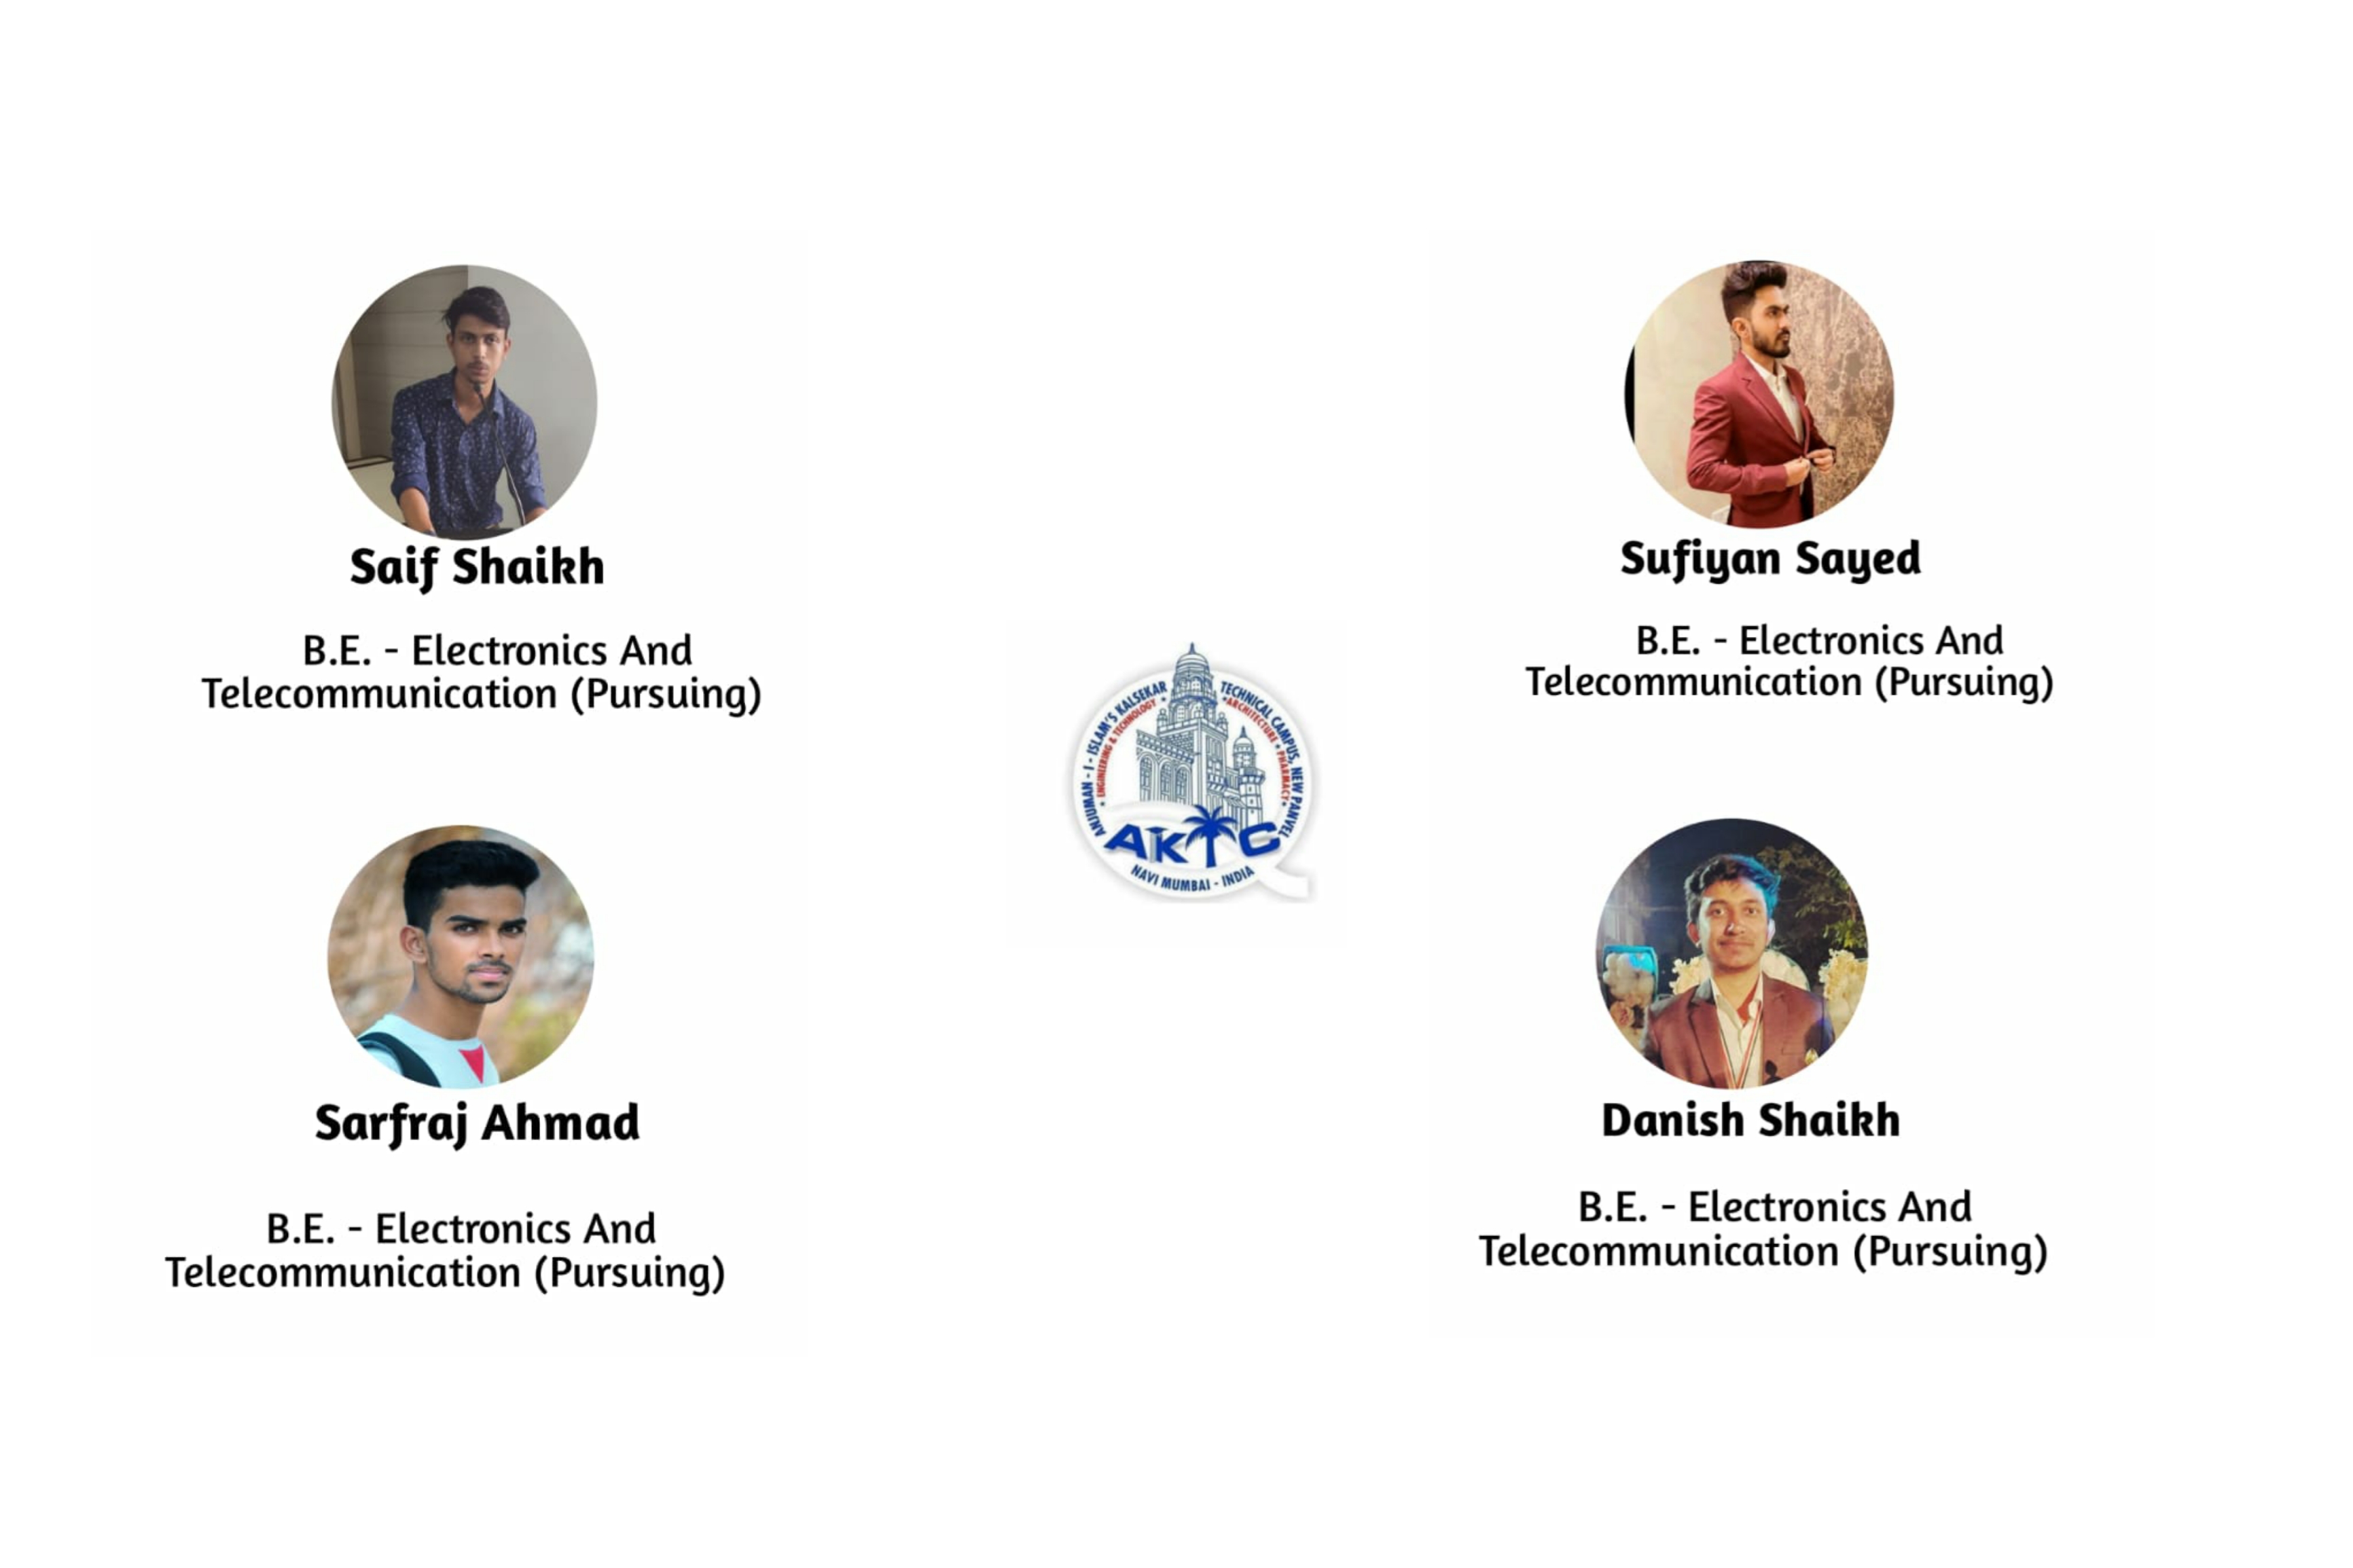 Saif Shaikh
B.E. - Electronics And
Telecommunication (Pursuing)
Sufiyan Sayed
B.E. - Electronics And
Telecommunication (Pursuing)
ANJUMAN - I - ISLAM'S KALSEKAR TECHNICAL CAMPUS, NEW PANVEL
• ENGINEERING & TECHNOLOGY • • ARCHITECTURE • PHARMACY •
AKTC
NAVI MUMBAI - INDIA
Sarfraj Ahmad
B.E. - Electronics And
Telecommunication (Pursuing)
Danish Shaikh
B.E. - Electronics And
Telecommunication (Pursuing)